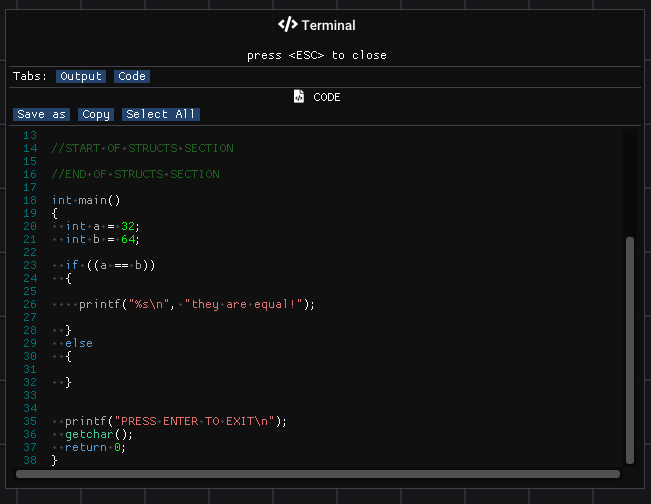 </> Terminal
press <ESC> to close
Tabs: Output Code
CODE
Save as Copy Select All
13
14 //START OF STRUCTS SECTION
15
16 //END OF STRUCTS SECTION
17
18 int main()
19 {
20   int a = 32;
21   int b = 64;
22
23   if ((a == b))
24   {
25
26     printf("%s\n", "they are equal!");
27
28   }
29   else
30   {
31
32   }
33
34
35   printf("PRESS ENTER TO EXIT\n");
36   getchar();
37   return 0;
38 }